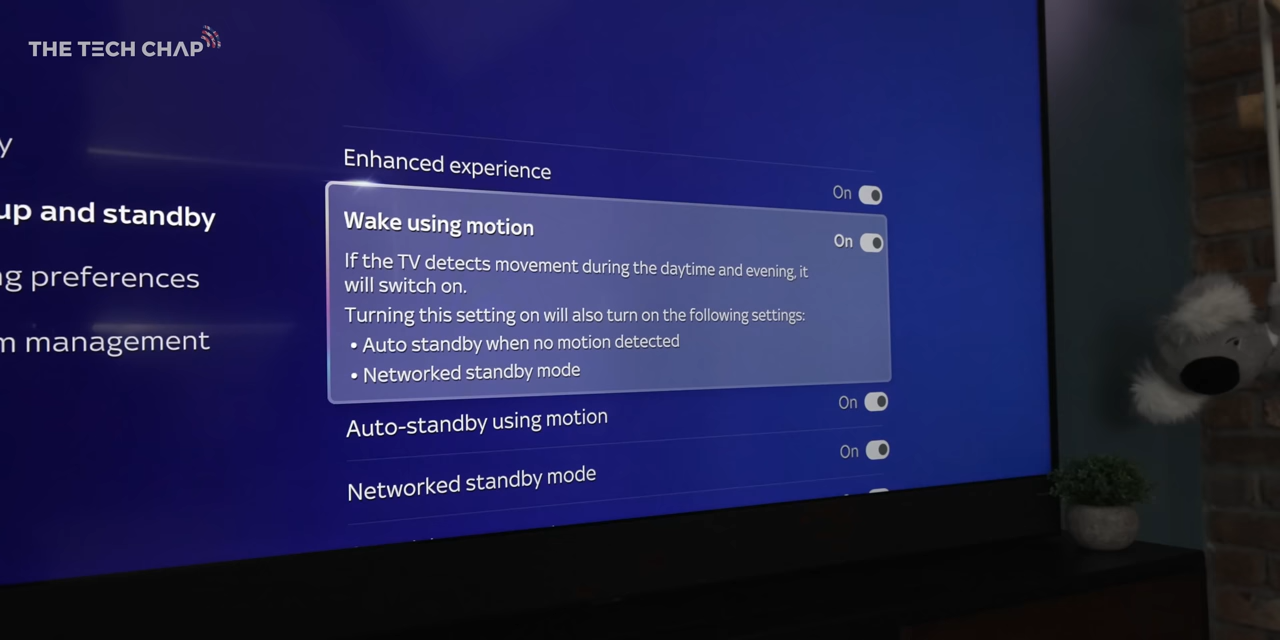 THE TECH CHAP
y
up and standby
g preferences
m management
Enhanced experience
On
Wake using motion
On
If the TV detects movement during the daytime and evening, it
will switch on.
Turning this setting on will also turn on the following settings:
• Auto standby when no motion detected
• Networked standby mode
Auto-standby using motion
On
Networked standby mode
On